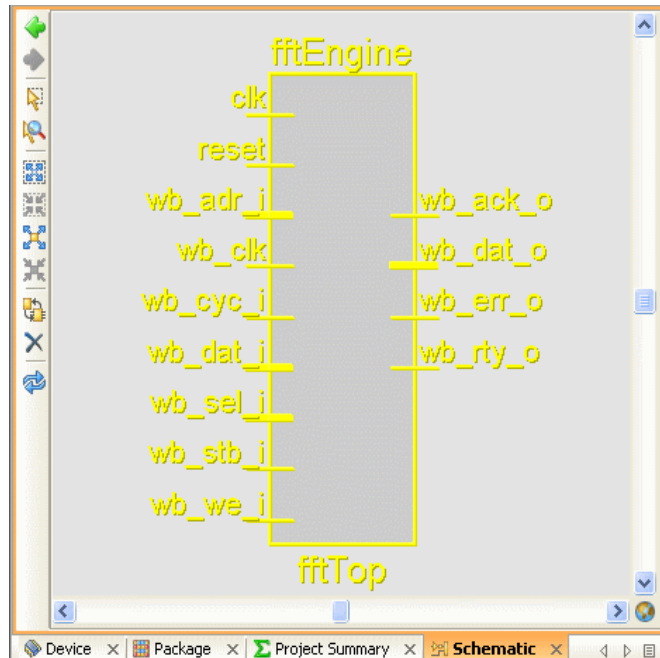 fftEngine
clk
reset
wb_adr_i wb_ack_o
wb_clk wb_dat_o
wb_cyc_i wb_err_o
wb_dat_i wb_rty_o
wb_sel_i
wb_stb_i
wb_we_i
fftTop
Device Package Project Summary Schematic